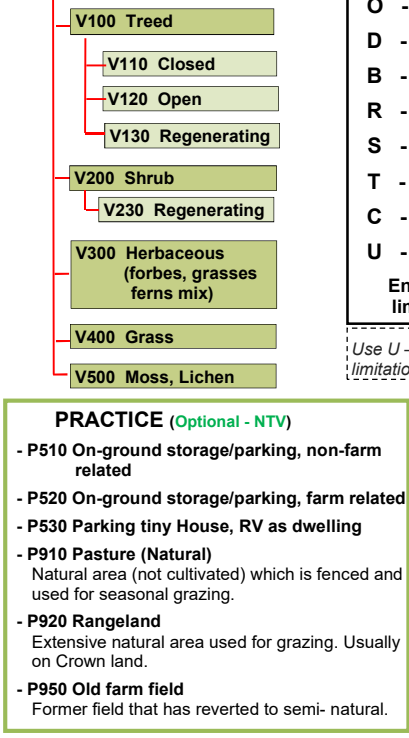 V100 Treed
V110 Closed
V120 Open
V130 Regenerating
V200 Shrub
V230 Regenerating
V300 Herbaceous
(forbes, grasses
ferns mix)
V400 Grass
V500 Moss, Lichen
O -
D -
B -
R -
S -
T -
C -
U -
Use U –
PRACTICE (Optional - NTV)
- P510 On-ground storage/parking, non-farm
related
- P520 On-ground storage/parking, farm related
- P530 Parking tiny House, RV as dwelling
- P910 Pasture (Natural)
Natural area (not cultivated) which is fenced and
used for seasonal grazing.
- P920 Rangeland
Extensive natural area used for grazing. Usually
on Crown land.
- P950 Old farm field
Former field that has reverted to semi- natural.